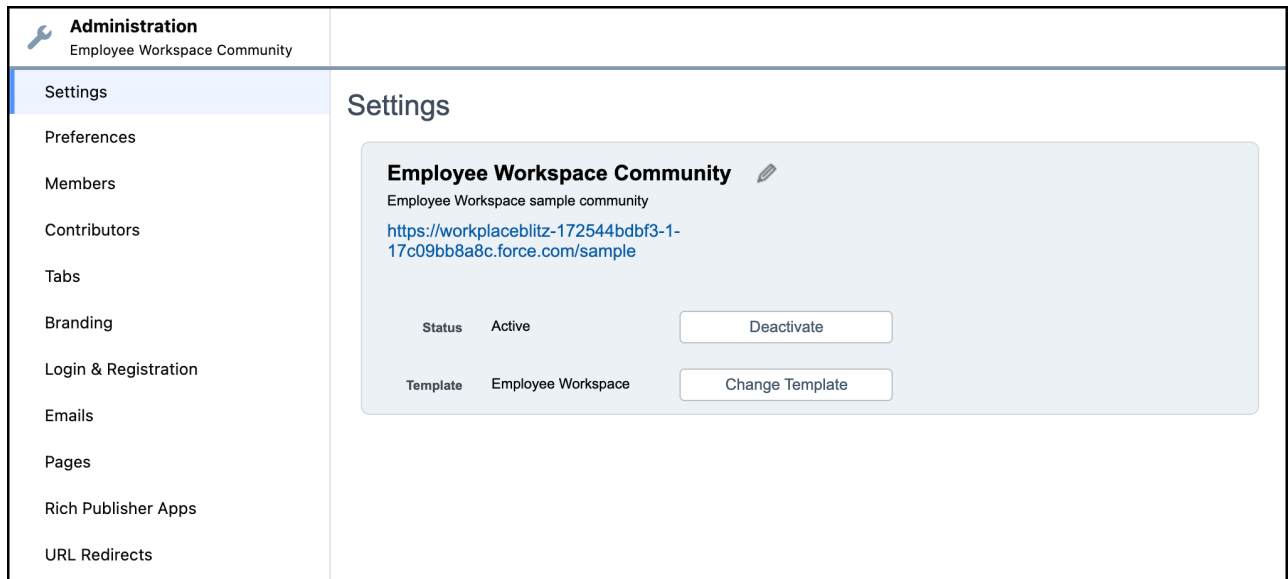 Administration
Employee Workspace Community
Settings
Preferences
Members
Contributors
Tabs
Branding
Login & Registration
Emails
Pages
Rich Publisher Apps
URL Redirects
Settings
Employee Workspace Community
Employee Workspace sample community
https://workplaceblitz-172544bdbf3-1-
17c09bb8a8c.force.com/sample
Status Active Deactivate
Template Employee Workspace Change Template